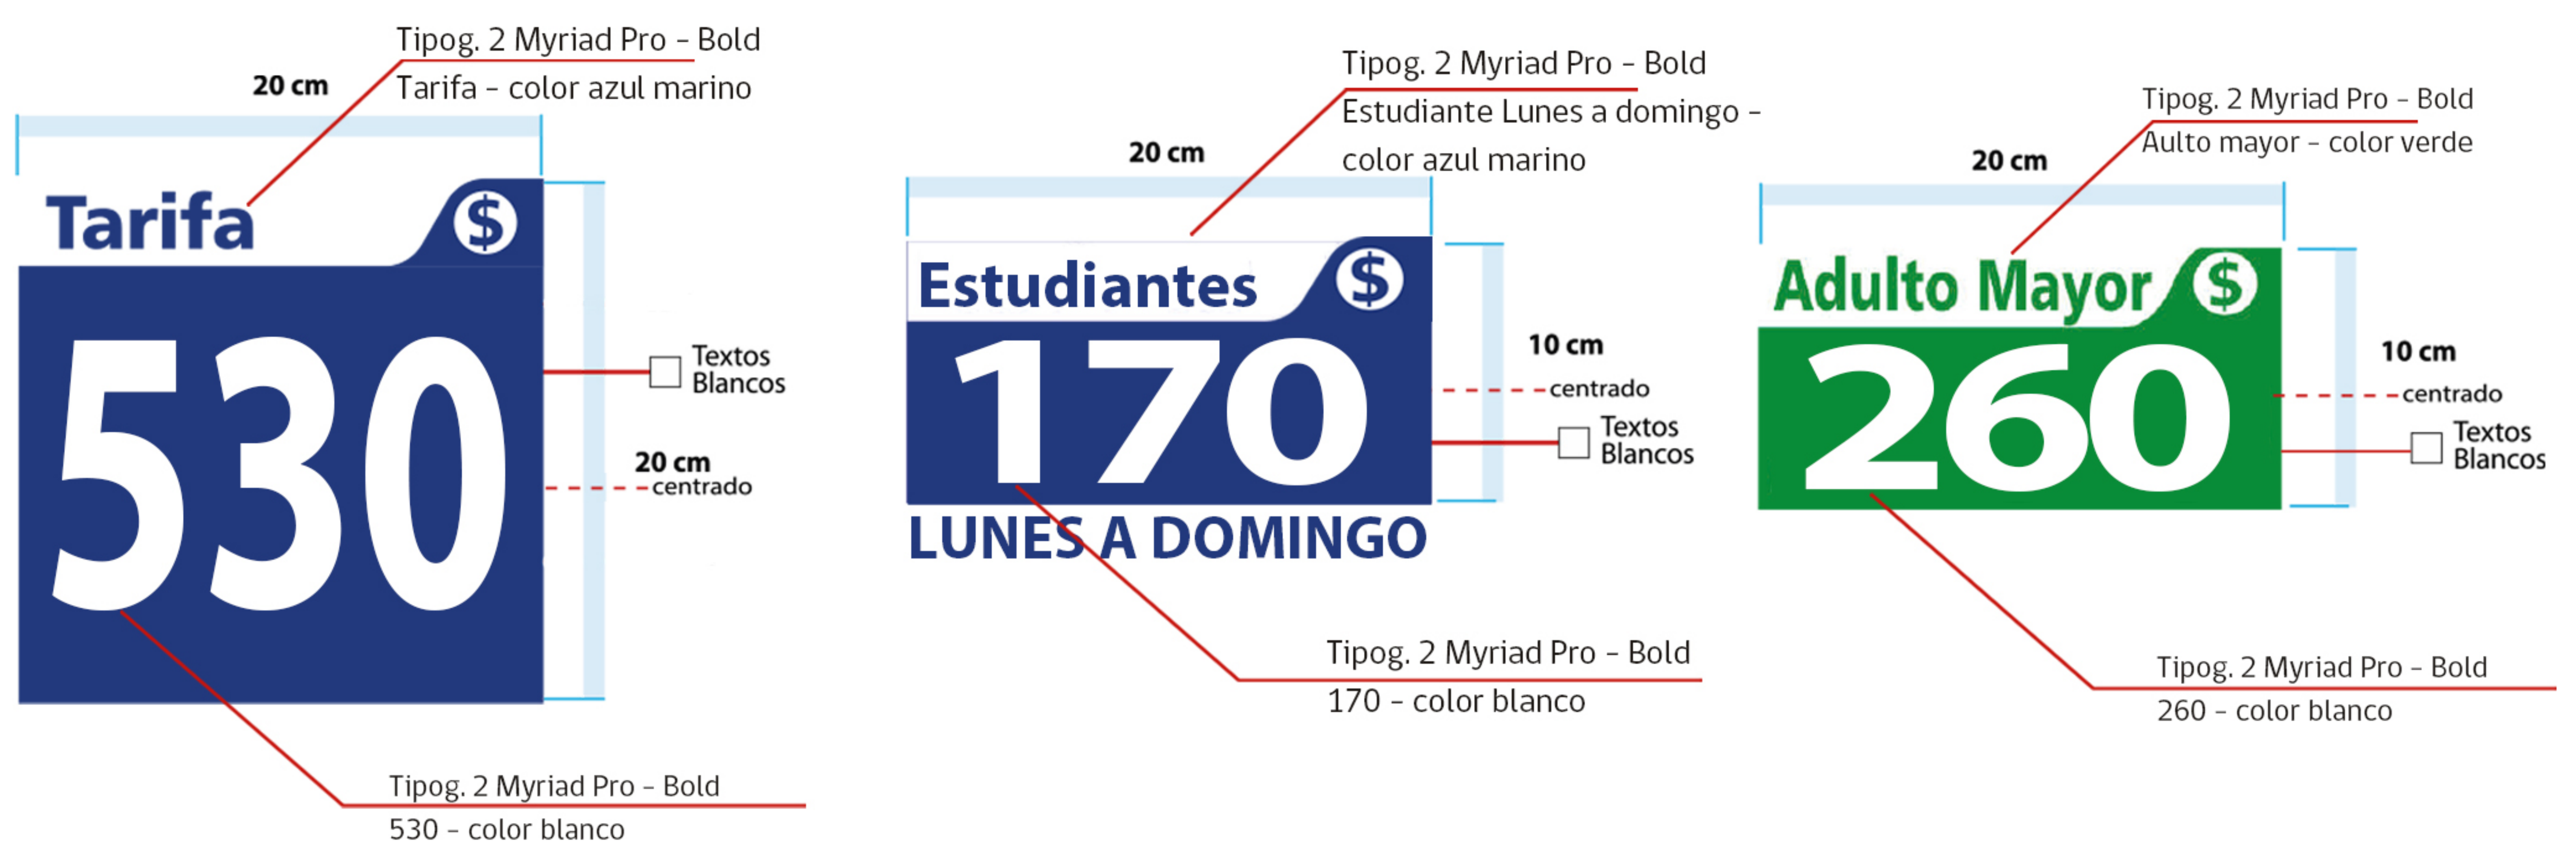 Tipog. 2 Myriad Pro - Bold
Tarifa - color azul marino
20 cm
Tarifa
$
530
Textos
Blancos
20 cm
centrado
Tipog. 2 Myriad Pro - Bold
530 - color blanco
Tipog. 2 Myriad Pro - Bold
Estudiante Lunes a domingo -
color azul marino
20 cm
Estudiantes
$
170
LUNES A DOMINGO
10 cm
centrado
Textos
Blancos
Tipog. 2 Myriad Pro - Bold
170 - color blanco
Tipog. 2 Myriad Pro - Bold
Aulto mayor - color verde
20 cm
Adulto Mayor
$
260
10 cm
centrado
Textos
Blancos
Tipog. 2 Myriad Pro - Bold
260 - color blanco